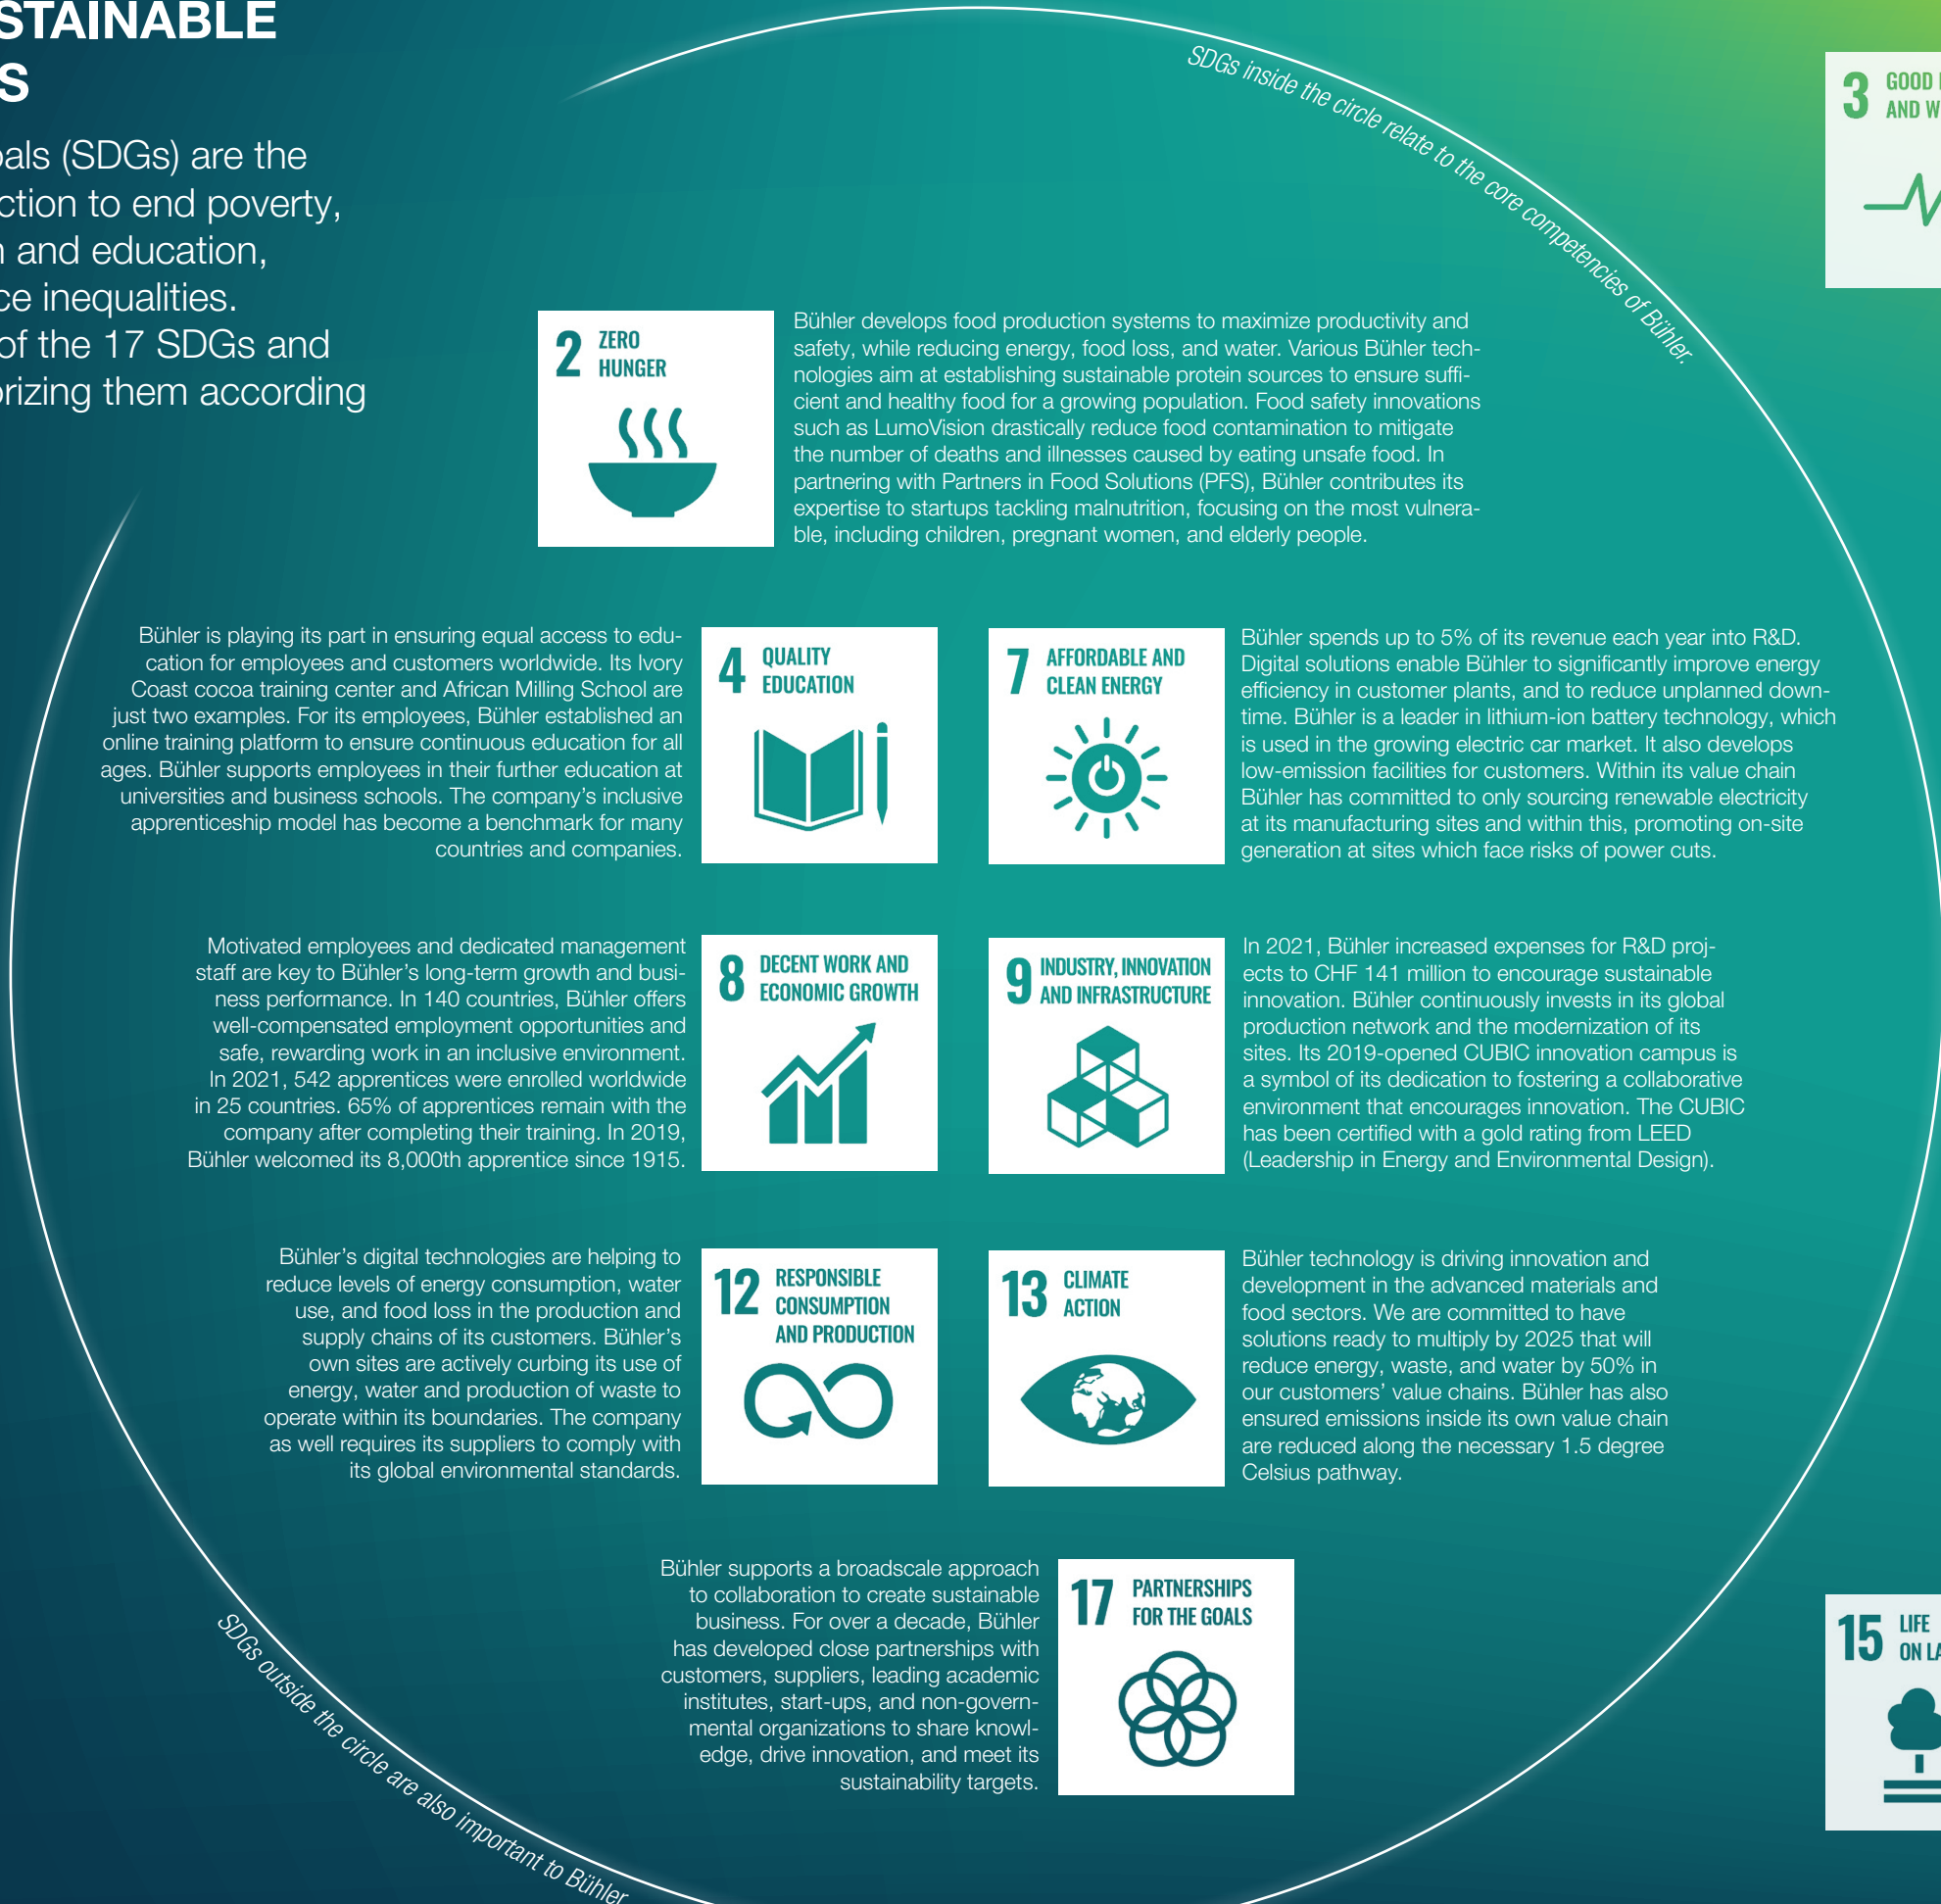 STAINABLE
S
als (SDGs) are the
ction to end poverty,
and education,
ce inequalities.
of the 17 SDGs and
rizing them according
SDGs inside the circle relate to the core competencies of Bühler.
3 GOOD
AND W
2 ZERO
HUNGER
Bühler develops food production systems to maximize productivity and
safety, while reducing energy, food loss, and water. Various Bühler tech-
nologies aim at establishing sustainable protein sources to ensure suffi-
cient and healthy food for a growing population. Food safety innovations
such as LumoVision drastically reduce food contamination to mitigate
the number of deaths and illnesses caused by eating unsafe food. In
partnering with Partners in Food Solutions (PFS), Bühler contributes its
expertise to startups tackling malnutrition, focusing on the most vulnera-
ble, including children, pregnant women, and elderly people.
Bühler is playing its part in ensuring equal access to edu-
cation for employees and customers worldwide. Its Ivory
Coast cocoa training center and African Milling School are
just two examples. For its employees, Bühler established an
online training platform to ensure continuous education for all
ages. Bühler supports employees in their further education at
universities and business schools. The company's inclusive
apprenticeship model has become a benchmark for many
countries and companies.
4 QUALITY
EDUCATION
7 AFFORDABLE AND
CLEAN ENERGY
Bühler spends up to 5% of its revenue each year into R&D.
Digital solutions enable Bühler to significantly improve energy
efficiency in customer plants, and to reduce unplanned down-
time. Bühler is a leader in lithium-ion battery technology, which
is used in the growing electric car market. It also develops
low-emission facilities for customers. Within its value chain
Bühler has committed to only sourcing renewable electricity
at its manufacturing sites and within this, promoting on-site
generation at sites which face risks of power cuts.
Motivated employees and dedicated management
staff are key to Bühler's long-term growth and busi-
ness performance. In 140 countries, Bühler offers
well-compensated employment opportunities and
safe, rewarding work in an inclusive environment.
In 2021, 542 apprentices were enrolled worldwide
in 25 countries. 65% of apprentices remain with the
company after completing their training. In 2019,
Bühler welcomed its 8,000th apprentice since 1915.
8 DECENT WORK AND
ECONOMIC GROWTH
9 INDUSTRY, INNOVATION
AND INFRASTRUCTURE
In 2021, Bühler increased expenses for R&D proj-
ects to CHF 141 million to encourage sustainable
innovation. Bühler continuously invests in its global
production network and the modernization of its
sites. Its 2019-opened CUBIC innovation campus is
a symbol of its dedication to fostering a collaborative
environment that encourages innovation. The CUBIC
has been certified with a gold rating from LEED
(Leadership in Energy and Environmental Design).
Bühler's digital technologies are helping to
reduce levels of energy consumption, water
use, and food loss in the production and
supply chains of its customers. Bühler's
own sites are actively curbing its use of
energy, water and production of waste to
operate within its boundaries. The company
as well requires its suppliers to comply with
its global environmental standards.
12 RESPONSIBLE
CONSUMPTION
AND PRODUCTION
13 CLIMATE
ACTION
Bühler technology is driving innovation and
development in the advanced materials and
food sectors. We are committed to have
solutions ready to multiply by 2025 that will
reduce energy, waste, and water by 50% in
our customers' value chains. Bühler has also
ensured emissions inside its own value chain
are reduced along the necessary 1.5 degree
Celsius pathway.
Bühler supports a broadscale approach
to collaboration to create sustainable
business. For over a decade, Bühler
has developed close partnerships with
customers, suppliers, leading academic
institutes, start-ups, and non-govern-
mental organizations to share knowl-
edge, drive innovation, and meet its
sustainability targets.
17 PARTNERSHIPS
FOR THE GOALS
15 LIFE
ON LA
SDGs outside the circle are also important to Bühler